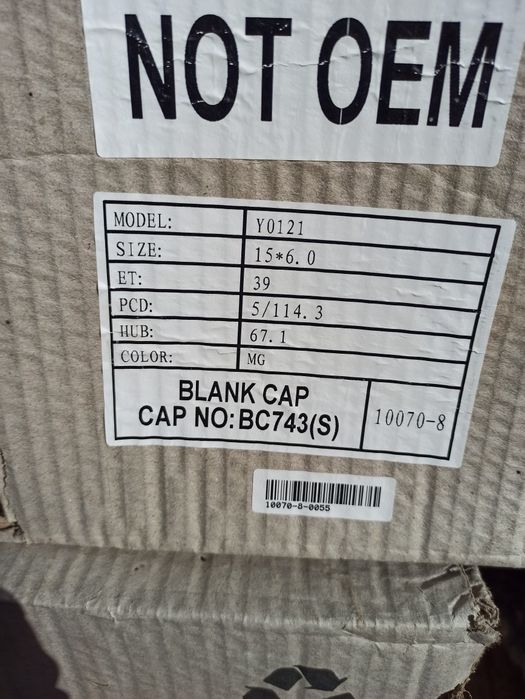 NOT OEM
MODEL: Y0121
SIZE: 15*6.0
ET: 39
PCD: 5/114.3
HUB: 67.1
COLOR: MG
BLANK CAP
CAP NO: BC743(S) 10070-8
10070-8-0055